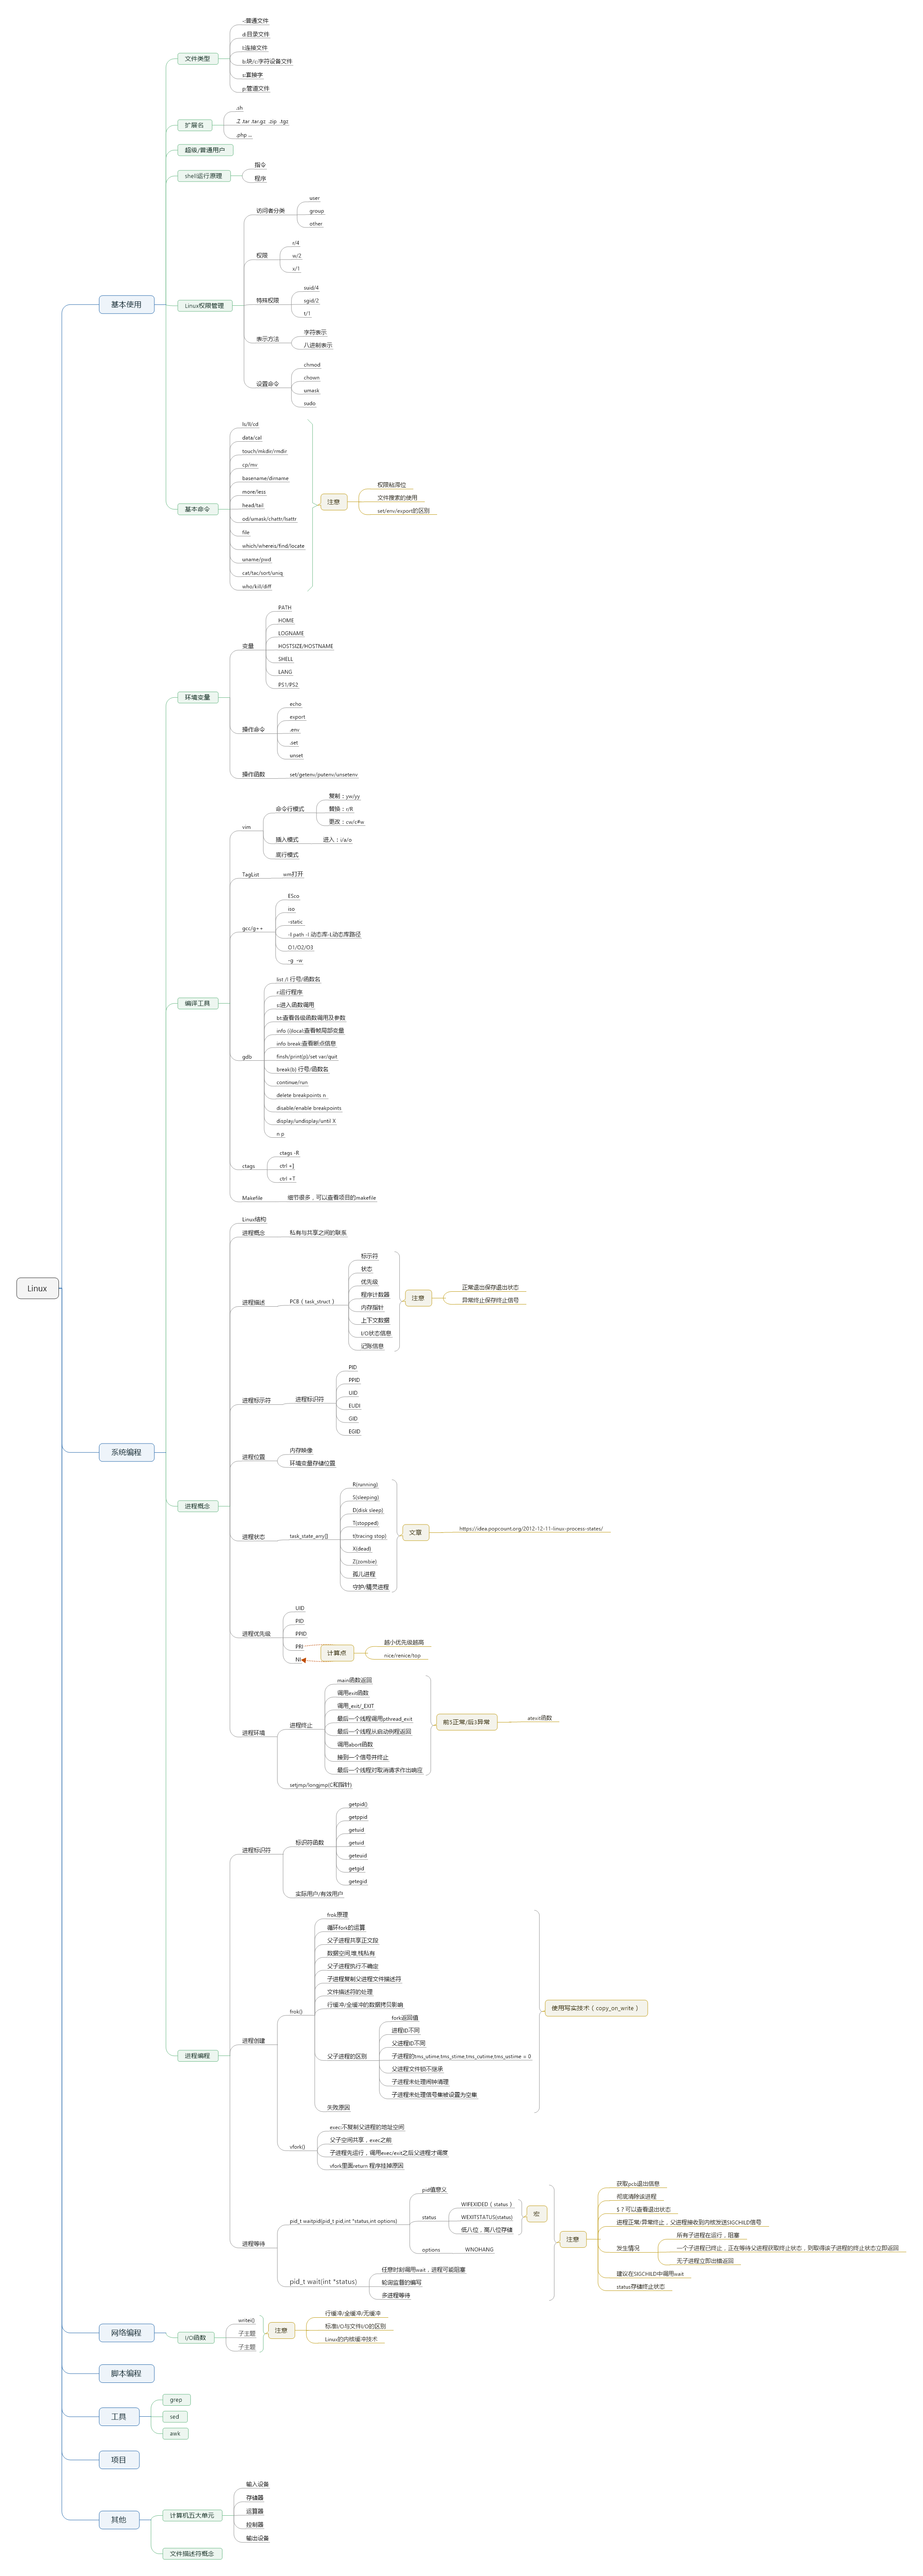 Linux
基本使用
文件类型
-:普通文件
d:目录文件
l:连接文件
b:块/c:字符设备文件
s:套接字
p:管道文件
扩展名
.sh
.Z .tar .tar.gz .zip .tgz
.php ...
超级/普通用户
shell运行原理
指令
程序
Linux权限管理
访问者分类
user
group
other
权限
r/4
w/2
x/1
特殊权限
suid/4
sgid/2
t/1
表示方法
字符表示
八进制表示
设置命令
chmod
chown
umask
sudo
基本命令
ls/ll/cd
data/cal
touch/mkdir/rmdir
cp/mv
basename/dirname
more/less
head/tail
od/umask/chattr/lsattr
file
which/whereis/find/locate
uname/pwd
cat/tac/sort/uniq
who/kill/diff
注意
权限粘滞位
文件搜索的使用
set/env/export的区别
系统编程
环境变量
变量
PATH
HOME
LOGNAME
HOSTSIZE/HOSTNAME
SHELL
LANG
PS1/PS2
操作命令
echo
export
.env
.set
unset
操作函数
set/getenv/putenv/unsetenv
编译工具
vim
命令行模式
复制：yw/yy
替换：r/R
更改：cw/c#w
插入模式
进入：i/a/o
底行模式
TagList
wm打开
gcc/g++
ESco
iso
-static
-I path -l 动态库-L动态库路径
O1/O2/O3
-g -w
gdb
list /l 行号/函数名
r:运行程序
s:进入函数调用
bt:查看各级函数调用及参数
info (i)local:查看帧局部变量
info break:查看断点信息
finsh/print(p)/set var/quit
break(b) 行号/函数名
continue/run
delete breakpoints n
disable/enable breakpoints
display/undisplay/until X
n p
ctags
ctags -R
ctrl +]
ctrl +T
Makefile
细节很多，可以查看项目的makefile
进程概念
Linux结构
进程概念
私有与共享之间的联系
进程描述
PCB（ task_struct ）
标示符
状态
优先级
程序计数器
内存指针
上下文数据
I/O状态信息
记账信息
注意
正常退出保存退出状态
异常终止保存终止信号
进程标示符
进程标识符
PID
PPID
UID
EUDI
GID
EGID
进程位置
内存映像
环境变量存储位置
进程状态
task_state_arry[]
R(running)
S(sleeping)
D(disk sleep)
T(stopped)
t(tracing stop)
X(dead)
Z(zombie)
孤儿进程
守护/精灵进程
文章
https://idea.popcount.org/2012-12-11-linux-process-states/
进程优先级
UID
PID
PPID
PRI
NI
计算点
越小优先级越高
nice/renice/top
进程环境
进程终止
main函数返回
调用exit函数
调用_exit/_EXIT
最后一个线程调用pthread_exit
最后一个线程从启动例程返回
调用abort函数
接到一个信号并终止
最后一个线程对取消请求作出响应
前5正常/后3异常
atexit函数
setjmp/longjmp(C和指针)
进程编程
进程标识符
标识符函数
getpid()
getppid
getuid
getuid
geteuid
getgid
getegid
实际用户/有效用户
进程创建
frok()
frok原理
循环fork的运算
父子进程共享正文段
数据空间,堆,栈私有
父子进程执行不确定
子进程复制父进程文件描述符
文件描述符的处理
行缓冲/全缓冲的数据拷贝影响
父子进程的区别
fork返回值
进程ID不同
父进程ID不同
子进程的tms_utime,tms_stime,tms_cutime,tms_ustime = 0
父进程文件锁不继承
子进程未处理闹钟清理
子进程未处理信号集被设置为空集
失败原因
使用写实技术（ copy_on_write ）
vfork()
exec:不复制父进程的地址空间
父子空间共享，exec之前
子进程先运行，调用exec/exit之后父进程才调度
vfork里面return 程序挂掉原因
进程等待
pid_t waitpid(pid_t pid,int *status,int options)
pid值意义
status
WIFEXIDED（ status ）
WEXITSTATUS(status)
低八位，高八位存储
宏
options
WNOHANG
pid_t wait(int *status)
任意时刻调用wait，进程可能阻塞
轮询监督的编写
多进程等待
注意
获取pcb退出信息
彻底清除该进程
$？可以查看退出状态
进程正常/异常终止，父进程接收到内核发送SIGCHILD信号
发生情况
所有子进程在运行，阻塞
一个子进程已终止，正在等待父进程获取终止状态，则取得该子进程的终止状态立即返回
无子进程立即出错返回
建议在SIGCHILD中调用wait
status存储终止状态
网络编程
I/O函数
write()
子主题
子主题
注意
行缓冲/全缓冲/无缓冲
标准I/O与文件I/O的区别
Linus的内核缓冲技术
脚本编程
工具
grep
sed
awk
项目
其他
计算机五大单元
输入设备
存储器
运算器
控制器
输出设备
文件描述符概念